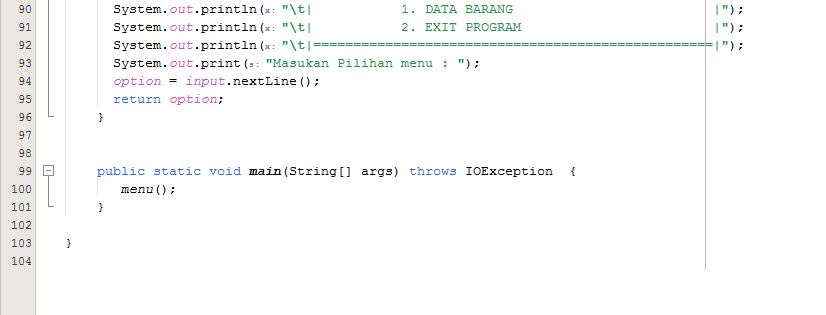 90 System.out.println(x: "\t|           1. DATA BARANG                         |");
91 System.out.println(x: "\t|           2. EXIT PROGRAM                        |");
92 System.out.println(x: "\t|==================================================|");
93 System.out.print(s: "Masukan Pilihan menu : ");
94 option = input.nextLine();
95 return option;
96 }
97
98
99 public static void main(String[] args) throws IOException  {
100 menu();
101 }
102
103 }
104